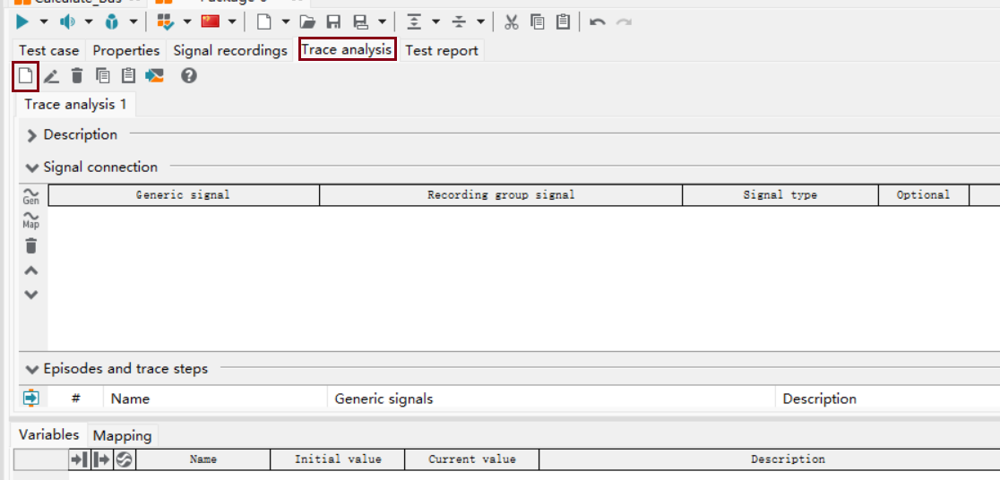 Calculate_Bus
Test case Properties Signal recordings Trace analysis Test report
Trace analysis 1
Description
Signal connection
Gen Generic signal Recording group signal Signal type Optional
Map
Episodes and trace steps
# Name Generic signals Description
Variables Mapping
Name Initial value Current value Description